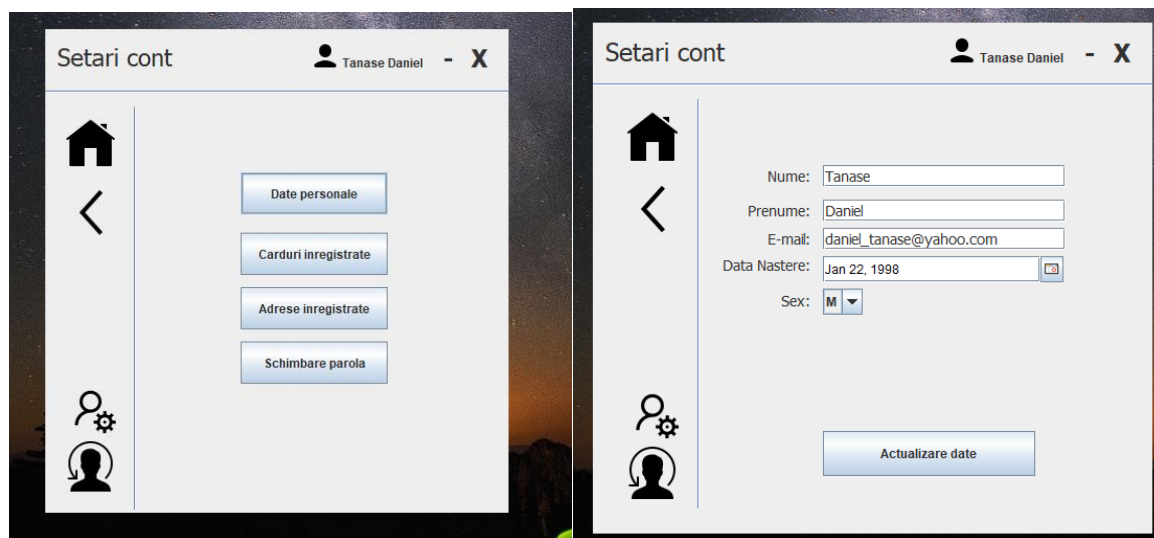 Setari cont Tanase Daniel - X
Date personale
Carduri inregistrate
Adrese inregistrate
Schimbare parola
Setari cont Tanase Daniel - X
Nume: Tanase
Prenume: Daniel
E-mail: daniel_tanase@yahoo.com
Data Nastere: Jan 22, 1998
Sex: M
Actualizare date